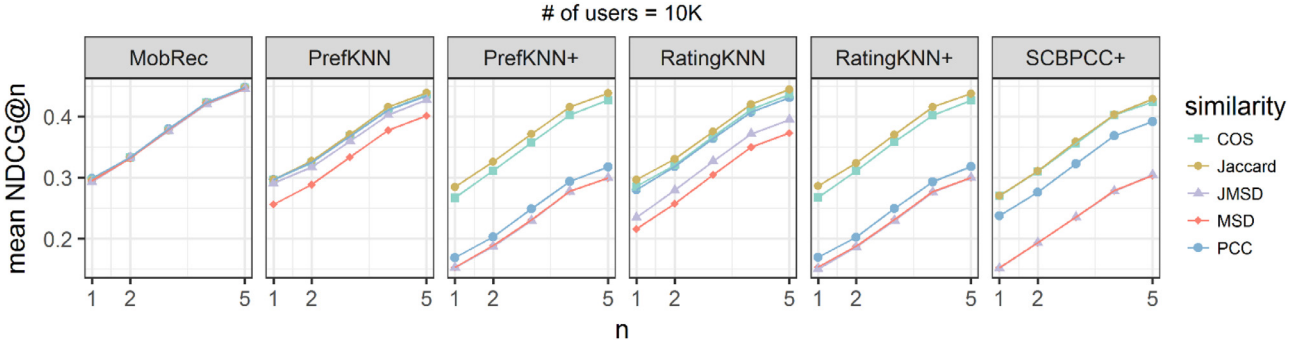 # of users = 10K
MobRec PrefKNN PrefKNN+ RatingKNN RatingKNN+ SCBPCC+
mean NDCG@n
0.4
0.3
0.2
1 2 5 1 2 5 1 2 5 1 2 5 1 2 5 1 2 5
n
similarity
COS
Jaccard
JMSD
MSD
PCC